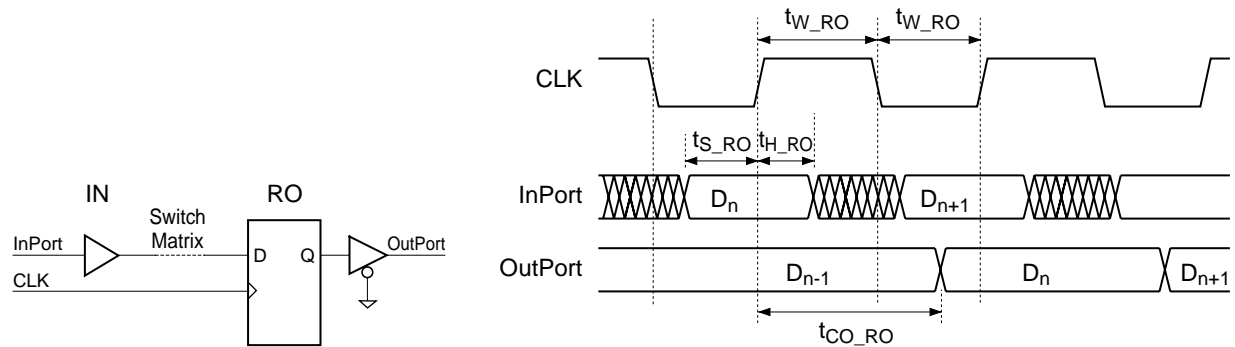 IN
RO
Switch
Matrix
InPort
D
Q
OutPort
CLK
tW_RO
tW_RO
CLK
tS_RO
tH_RO
InPort
Dn
Dn+1
OutPort
Dn-1
Dn
Dn+1
tCO_RO